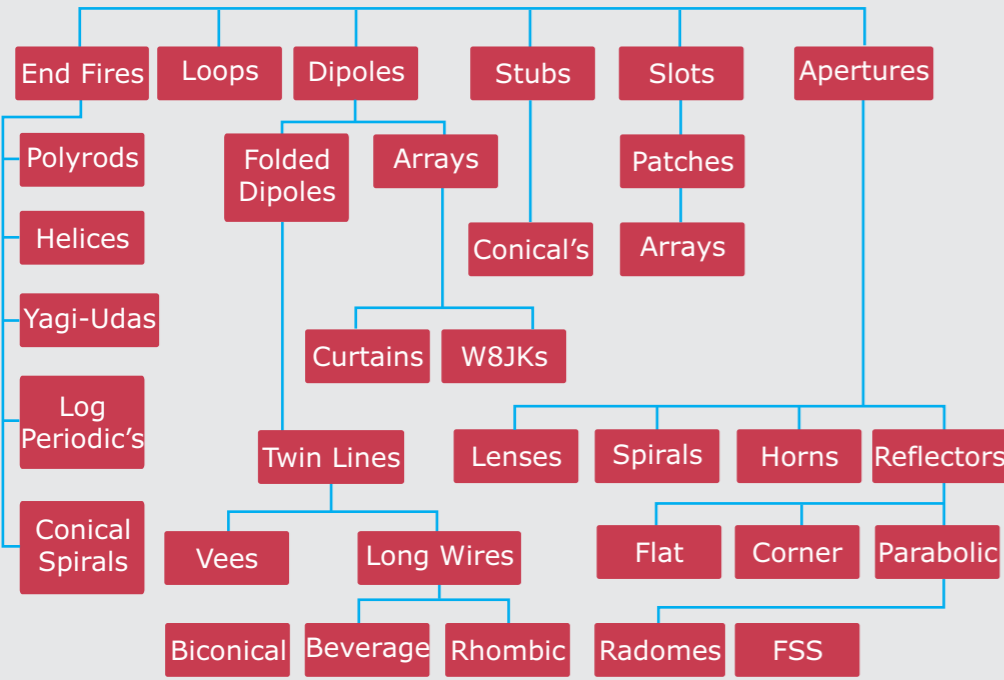 End Fires
Loops
Dipoles
Stubs
Slots
Apertures
Polyrods
Folded
Dipoles
Arrays
Patches
Helices
Conical’s
Arrays
Yagi-Udas
Curtains
W8JKs
Log
Periodic’s
Twin Lines
Lenses
Spirals
Horns
Reflectors
Conical
Spirals
Vees
Long Wires
Flat
Corner
Parabolic
Biconical
Beverage
Rhombic
Radomes
FSS